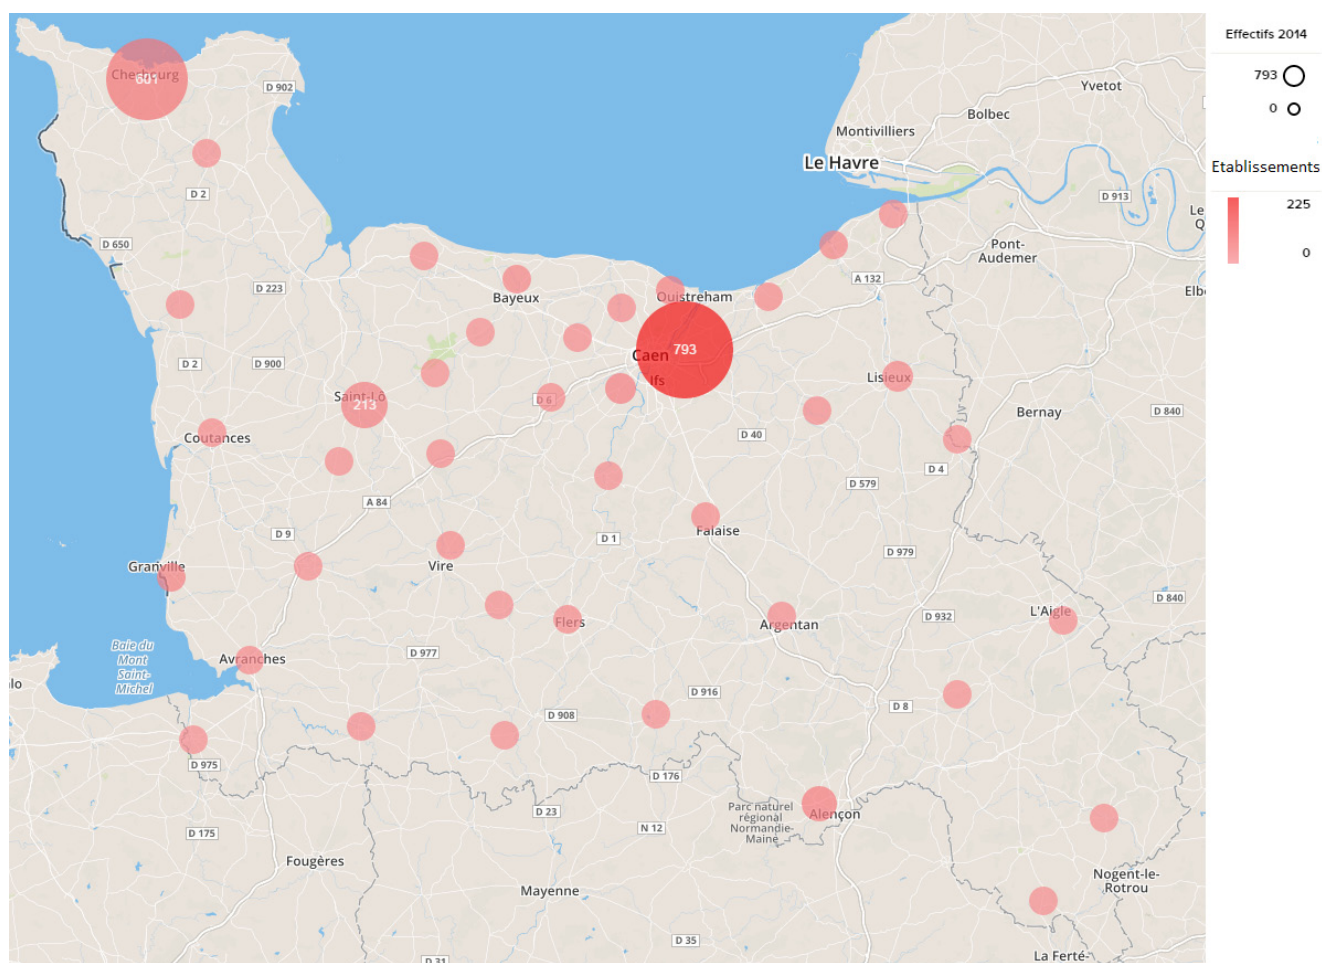 Effectifs 2014
793
0
Etablissements
225
0
Cherbourg
601
D 902
Yvetot
Bolbec
Montivilliers
Le Havre
D 2
D 913
D 650
Pont-
Audemer
A 132
D 223
Bayeux
Ouistreham
Caen
793
Ifs
D 2
D 900
Saint-Lô
213
D 6
Lisieux
Bernay
D 840
Coutances
D 40
D 4
D 579
A 84
D 9
D 1
Falaise
D 979
Granville
Vire
D 840
L'Aigle
D 932
Flers
Argentan
Baie du
Mont
Saint-
Michel
Avranches
D 977
D 916
D 8
D 908
D 975
D 176
Parc naturel
régional
Normandie-
Maine
Alençon
D 23
N 12
D 175
Fougères
Mayenne
Nogent-le-
Rotrou
D 35
D 31
La Ferté-